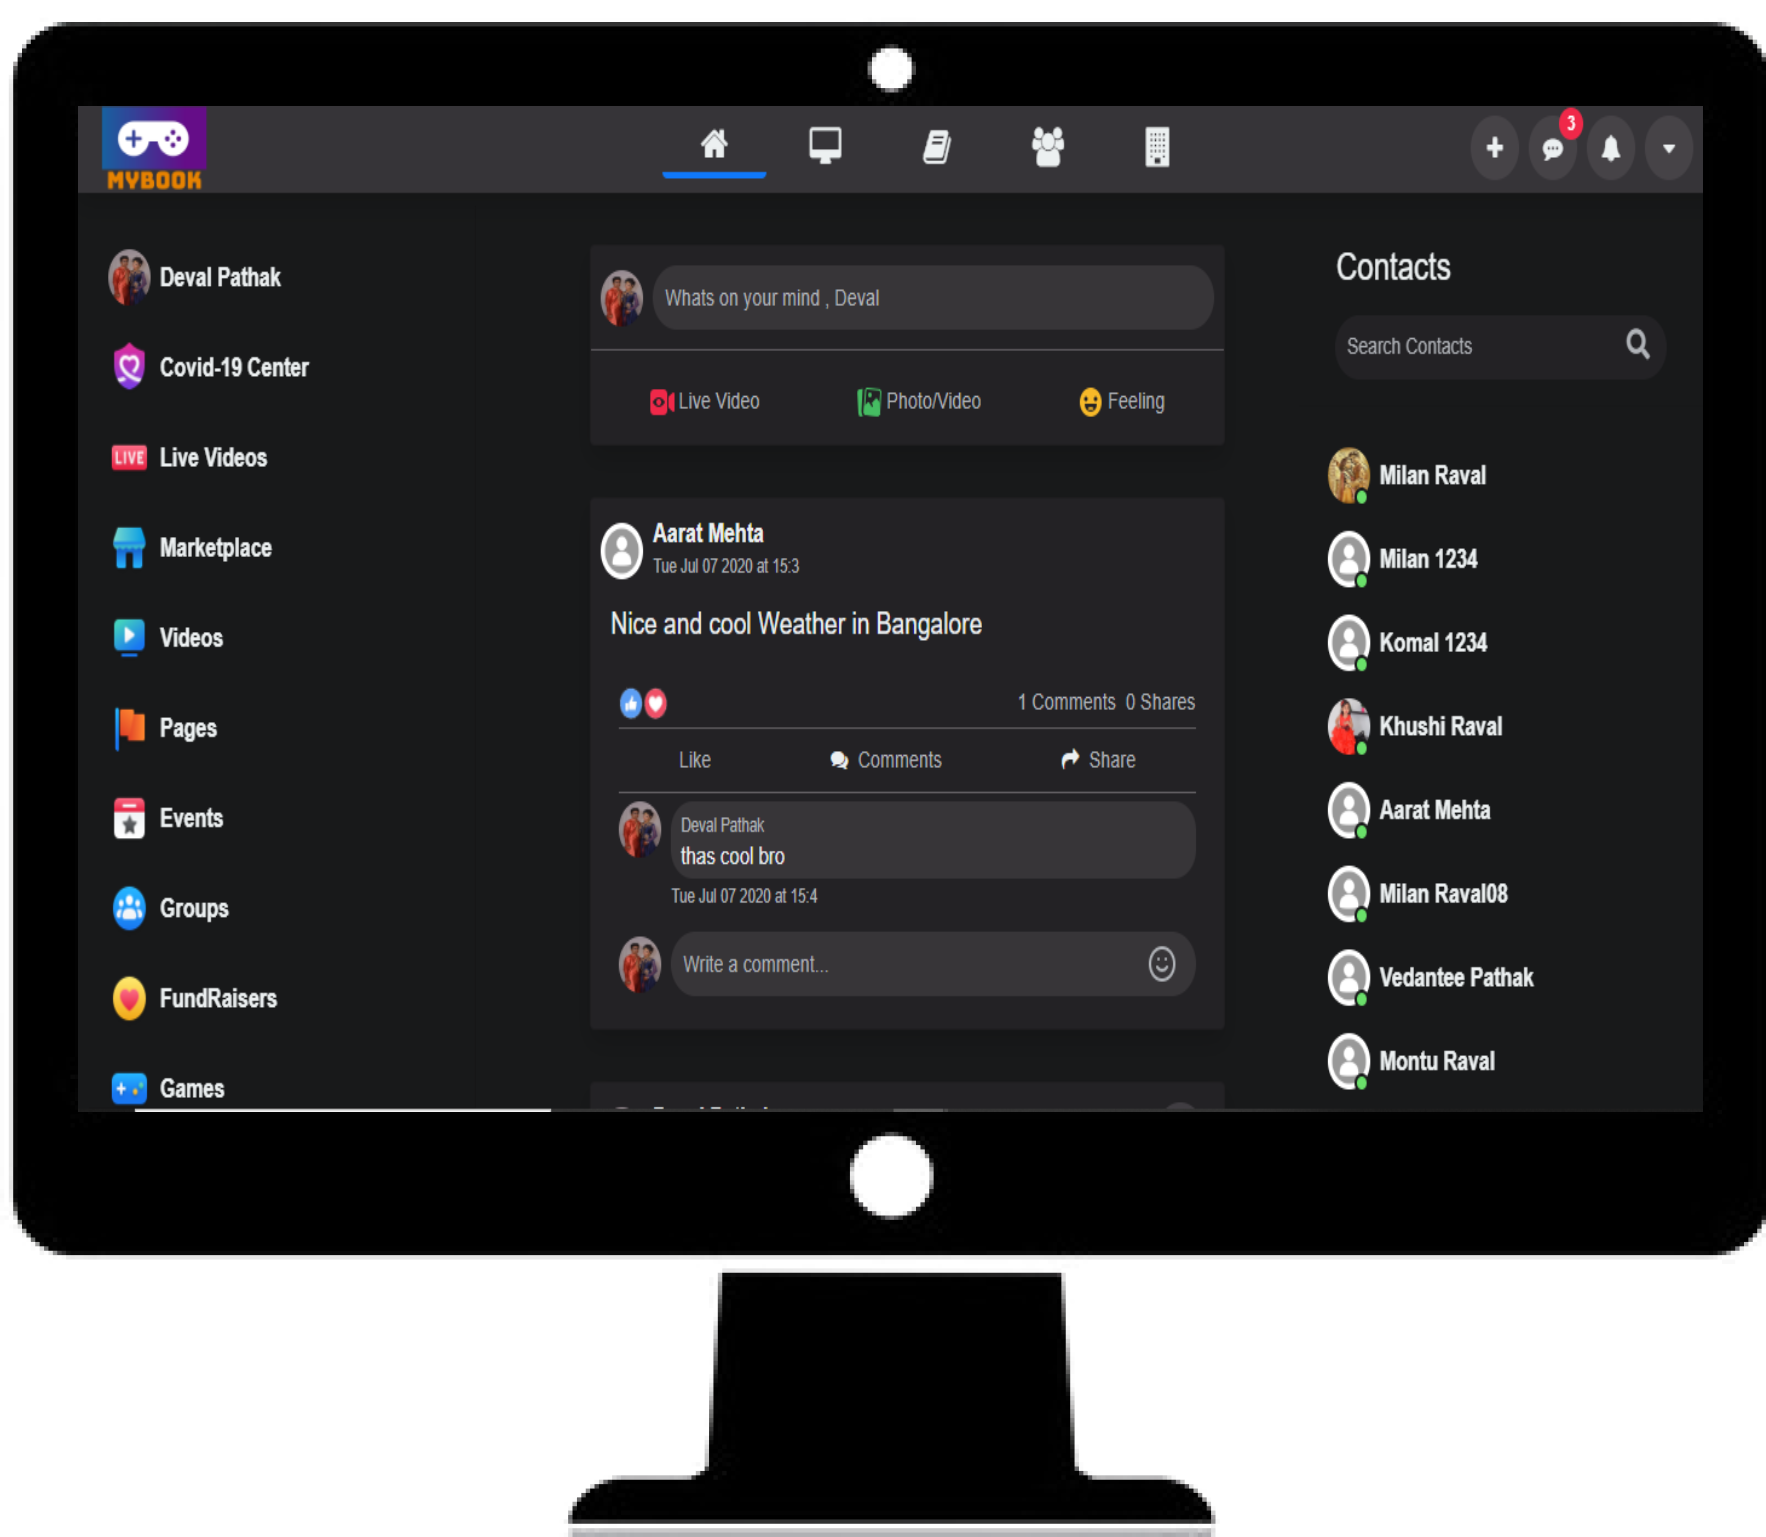 MYBOOK
3
Deval Pathak
Covid-19 Center
LIVE Live Videos
Marketplace
Videos
Pages
Events
Groups
FundRaisers
Games
Whats on your mind , Deval
Live Video Photo/Video Feeling
Aarat Mehta
Tue Jul 07 2020 at 15:3
Nice and cool Weather in Bangalore
1 Comments 0 Shares
Like Comments Share
Deval Pathak
thas cool bro
Tue Jul 07 2020 at 15:4
Write a comment...
Contacts
Search Contacts
Milan Raval
Milan 1234
Komal 1234
Khushi Raval
Aarat Mehta
Milan Raval08
Vedantee Pathak
Montu Raval